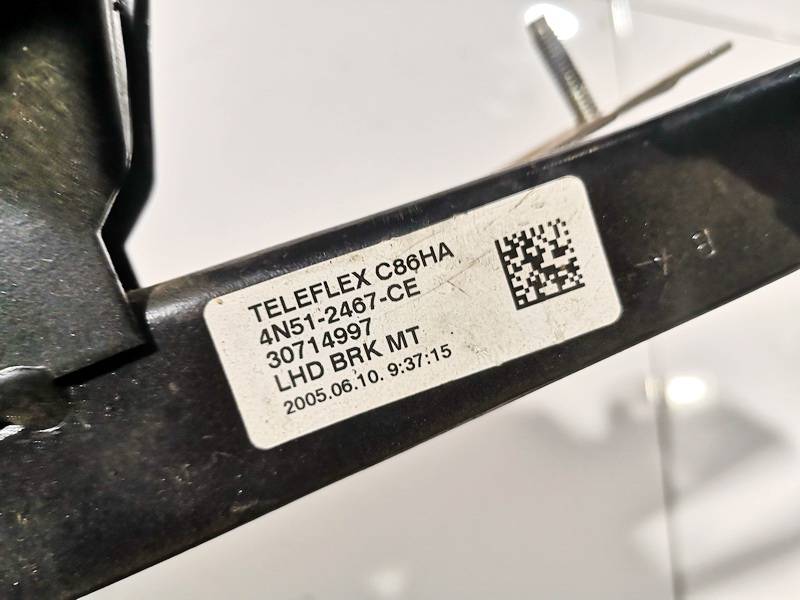 TELEFLEX C86HA
4N51-2467-CE
30714997
LHD BRK MT
2005.06.10. 9:37:15